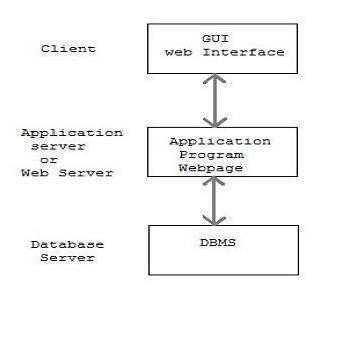 Client
GUI
web Interface
Application
server
or
Web Server
Application
Program
Webpage
Database
Server
DBMS